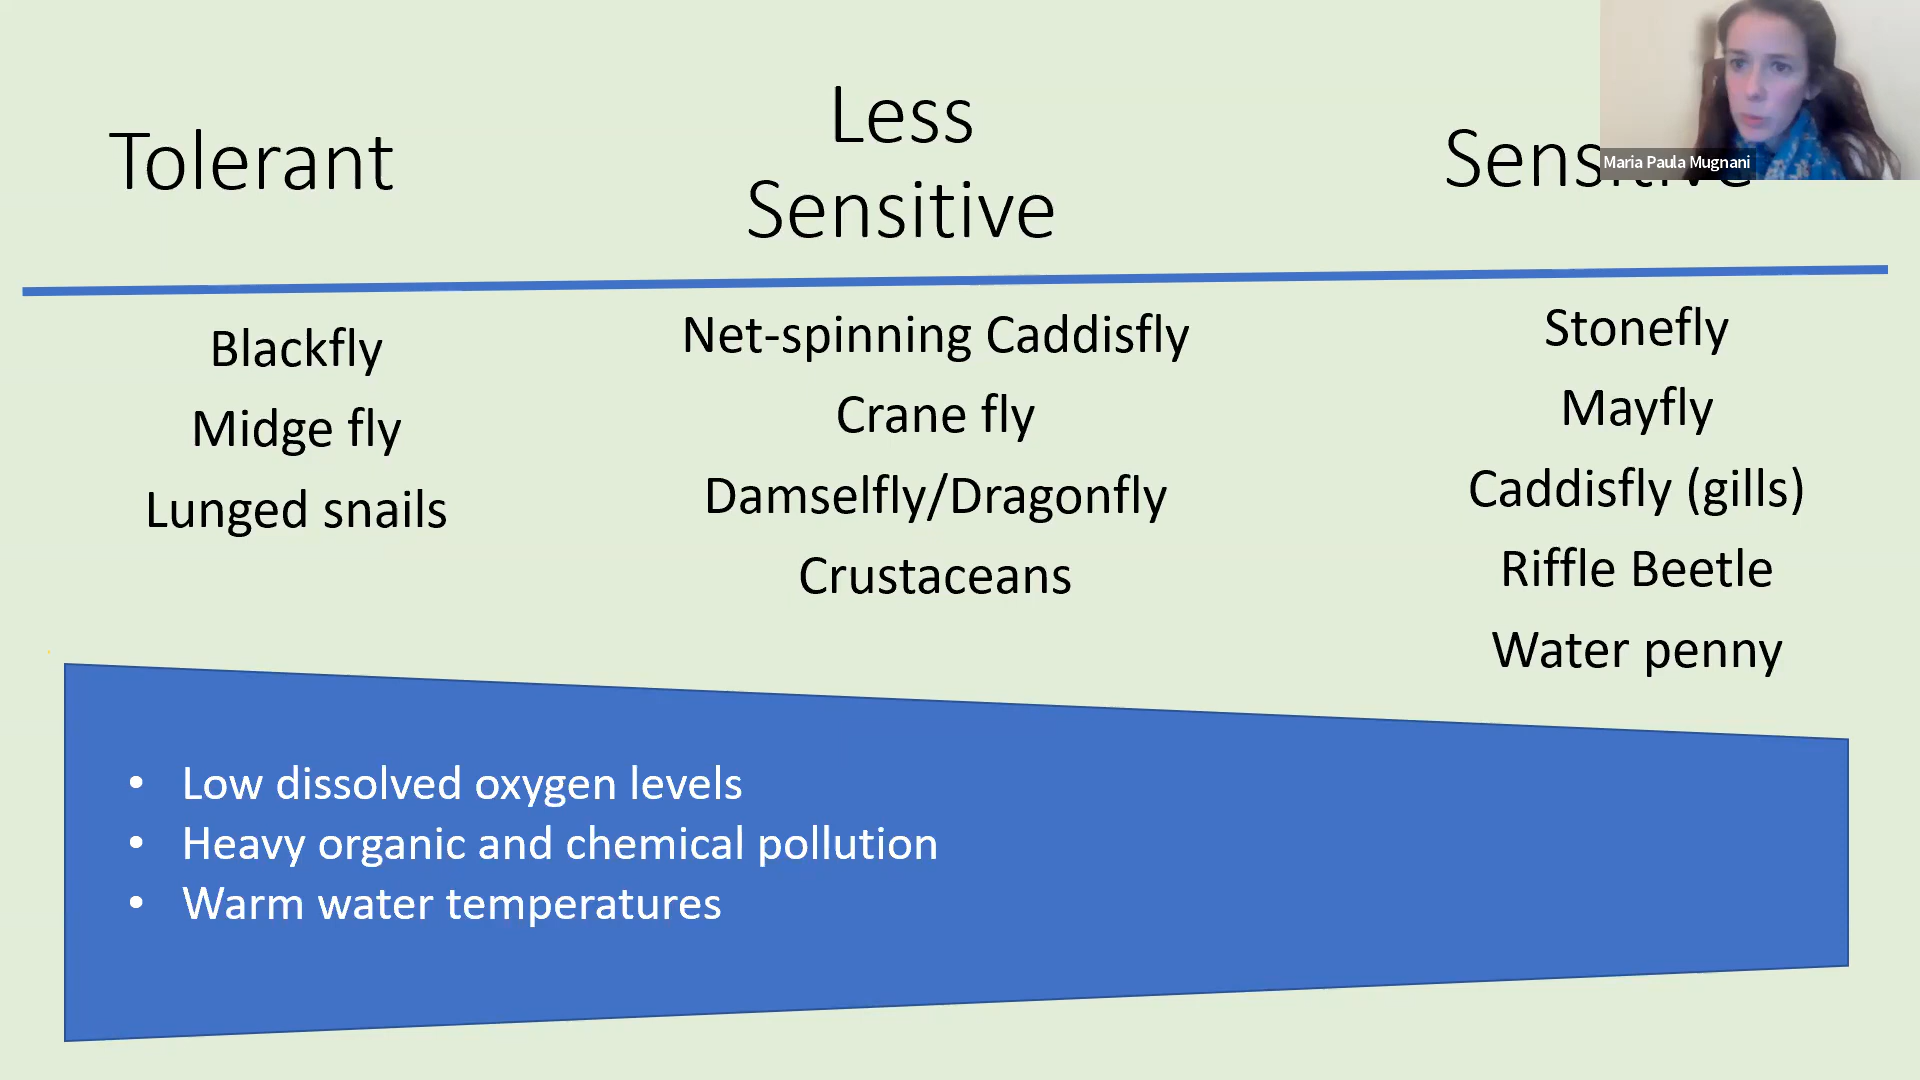 Tolerant
Less
Sensitive
Sensitive
Maria Paula Mugnani
Blackfly
Midge fly
Lunged snails
Net-spinning Caddisfly
Crane fly
Damselfly/Dragonfly
Crustaceans
Stonefly
Mayfly
Caddisfly (gills)
Riffle Beetle
Water penny
• Low dissolved oxygen levels
• Heavy organic and chemical pollution
• Warm water temperatures